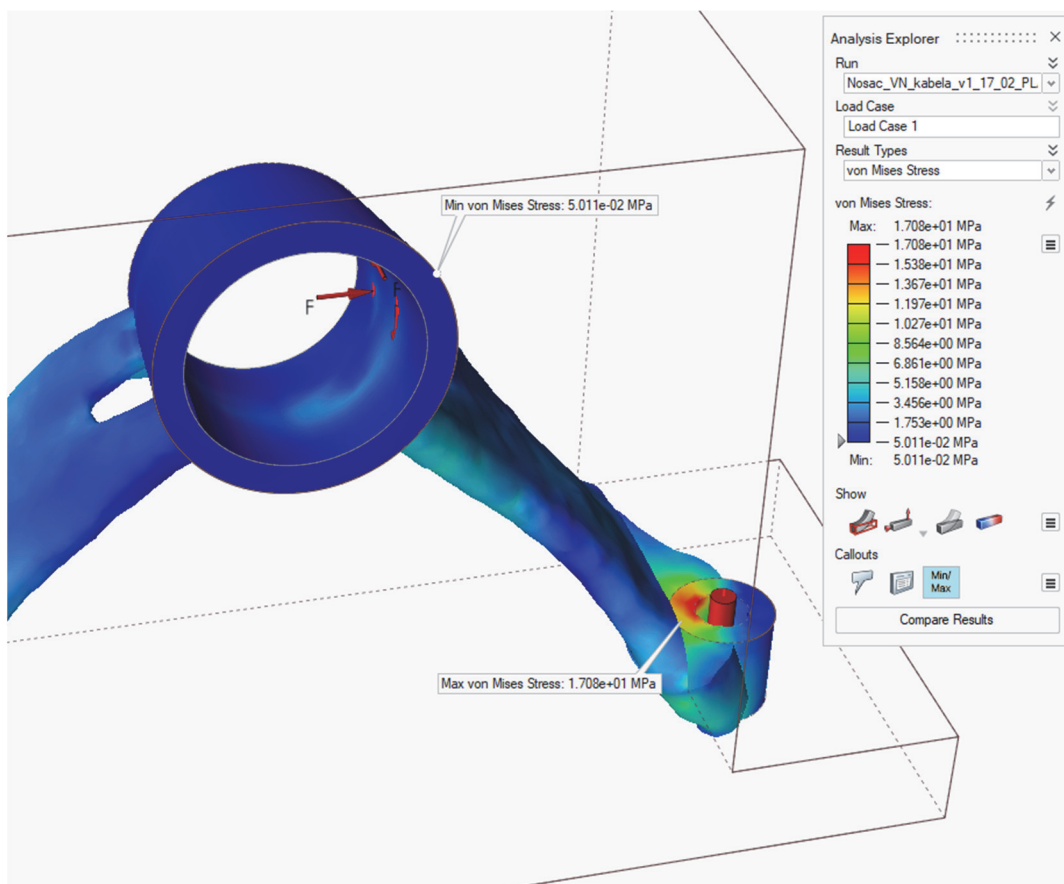 Analysis Explorer
Run
Nosac_VN_kabela_v1_17_02_PL
Load Case
Load Case 1
Result Types
von Mises Stress
von Mises Stress:
Max: 1.708e+01 MPa
1.708e+01 MPa
1.538e+01 MPa
1.367e+01 MPa
1.197e+01 MPa
1.027e+01 MPa
8.564e+00 MPa
6.861e+00 MPa
5.158e+00 MPa
3.456e+00 MPa
1.753e+00 MPa
5.011e-02 MPa
Min: 5.011e-02 MPa
Show
Callouts
Min/
Max
Compare Results
Min von Mises Stress: 5.011e-02 MPa
F
F
Max von Mises Stress: 1.708e+01 MPa